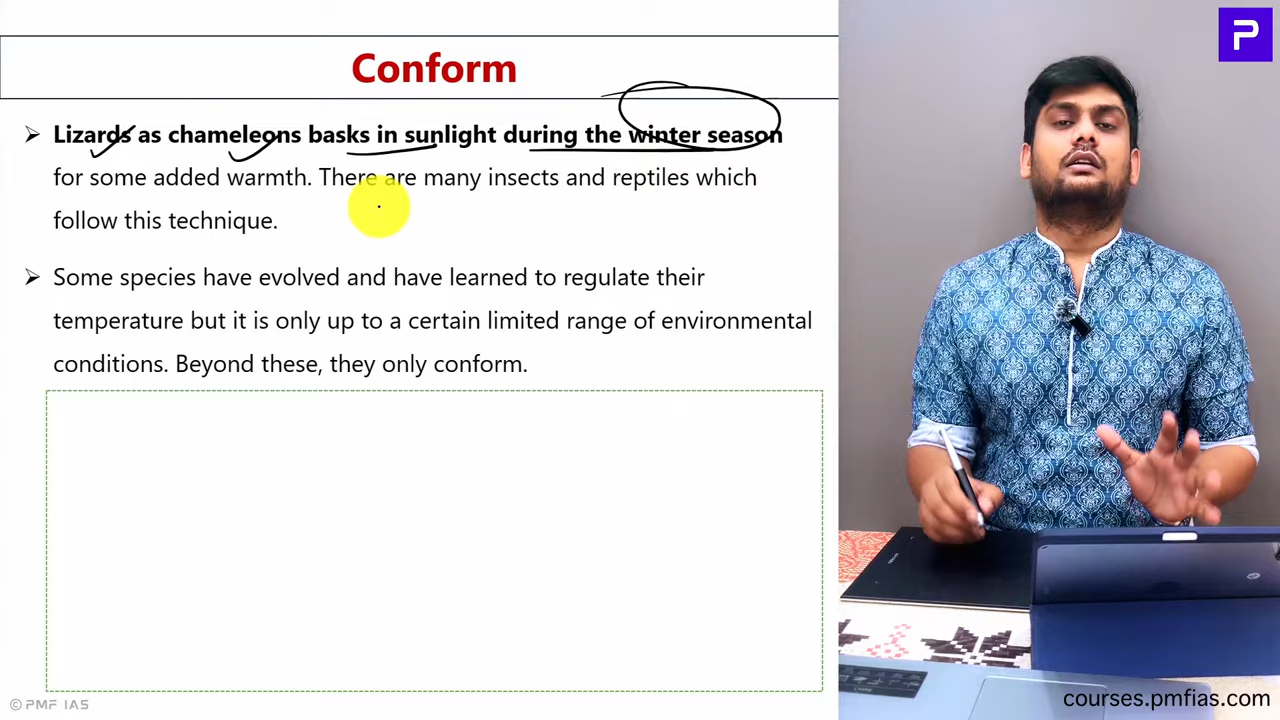 Conform
➢ Lizards as chameleons basks in sunlight during the winter season
for some added warmth. There are many insects and reptiles which
follow this technique.
➢ Some species have evolved and have learned to regulate their
temperature but it is only up to a certain limited range of environmental
conditions. Beyond these, they only conform.
© PMF IAS
P
courses.pmfias.com